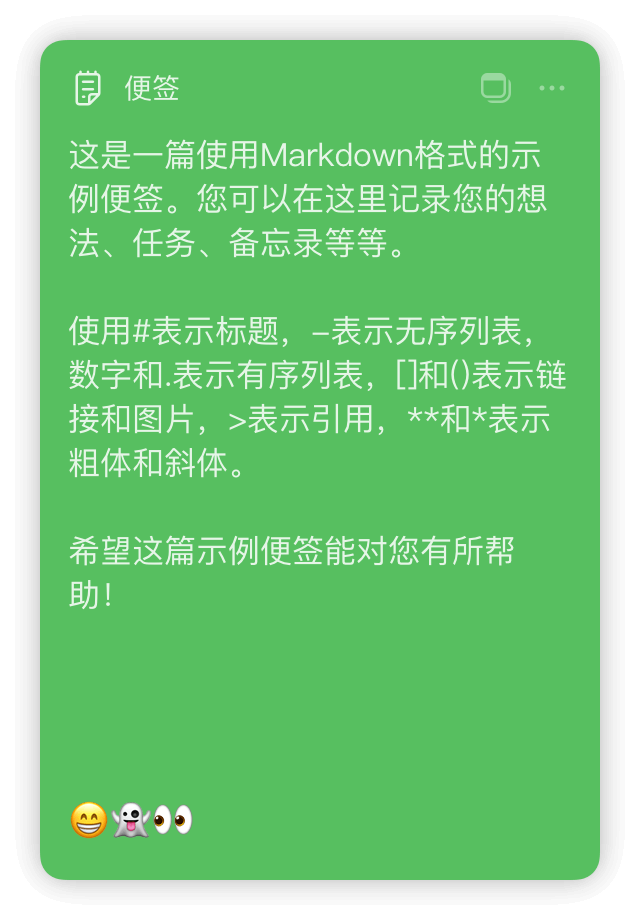 便签
这是一篇使用Markdown格式的示
例便签。您可以在这里记录您的想
法、任务、备忘录等等。
使用#表示标题，-表示无序列表，
数字和.表示有序列表，[]和()表示链
接和图片，>表示引用，**和*表示
粗体和斜体。
希望这篇示例便签能对您有所帮
助！
😁👻👀